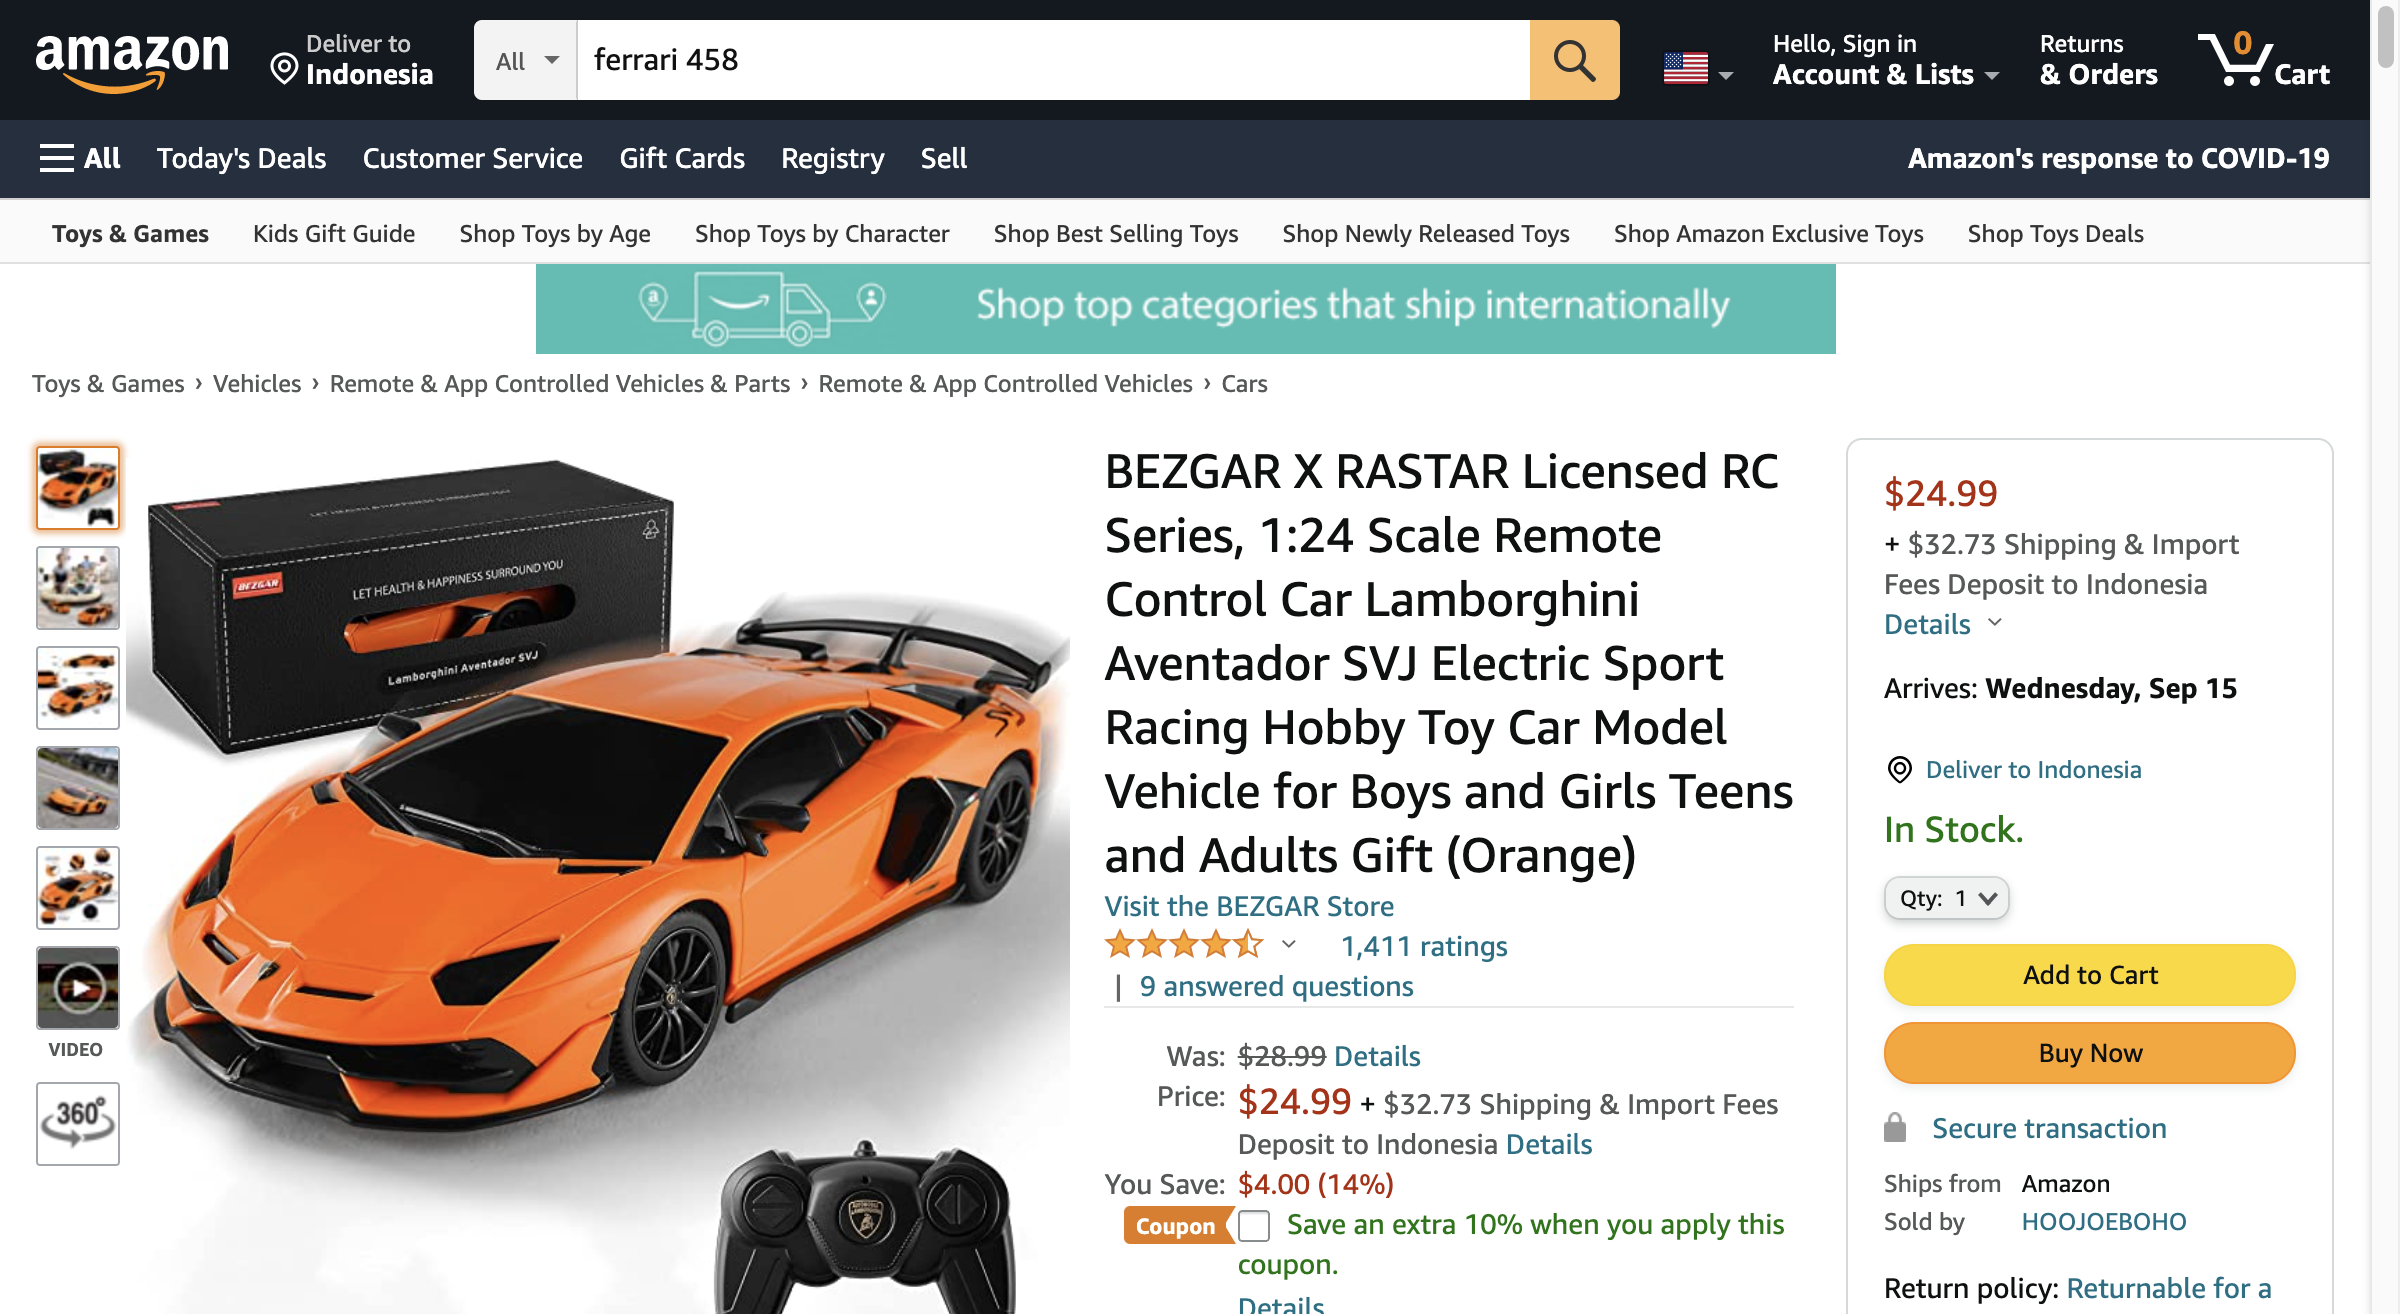 amazon
Deliver to
Indonesia
All
ferrari 458
Hello, Sign in
Account & Lists
Returns
& Orders
0
Cart
All
Today's Deals
Customer Service
Gift Cards
Registry
Sell
Amazon's response to COVID-19
Toys & Games
Kids Gift Guide
Shop Toys by Age
Shop Toys by Character
Shop Best Selling Toys
Shop Newly Released Toys
Shop Amazon Exclusive Toys
Shop Toys Deals
a
Shop top categories that ship internationally
Toys & Games › Vehicles › Remote & App Controlled Vehicles & Parts › Remote & App Controlled Vehicles › Cars
VIDEO
360°
LET HEALTH & HAPPINESS SURROUND YOU
BEZGAR
LET HEALTH & HAPPINESS SURROUND YOU
Lamborghini Aventador SVJ
BEZGAR X RASTAR Licensed RC
Series, 1:24 Scale Remote
Control Car Lamborghini
Aventador SVJ Electric Sport
Racing Hobby Toy Car Model
Vehicle for Boys and Girls Teens
and Adults Gift (Orange)
Visit the BEZGAR Store
1,411 ratings
| 9 answered questions
Was: $28.99 Details
Price: $24.99 + $32.73 Shipping & Import Fees
Deposit to Indonesia Details
You Save: $4.00 (14%)
Coupon Save an extra 10% when you apply this
coupon.
Details
$24.99
+ $32.73 Shipping & Import
Fees Deposit to Indonesia
Details
Arrives: Wednesday, Sep 15
Deliver to Indonesia
In Stock.
Qty: 1
Add to Cart
Buy Now
Secure transaction
Ships from Amazon
Sold by HOOJOEBOHO
Return policy: Returnable for a